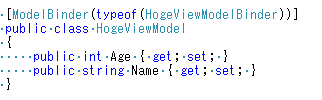 [ModelBinder(typeof(HogeViewModelBinder))]
public class HogeViewModel
{
    public int Age { get; set; }
    public string Name { get; set; }
}